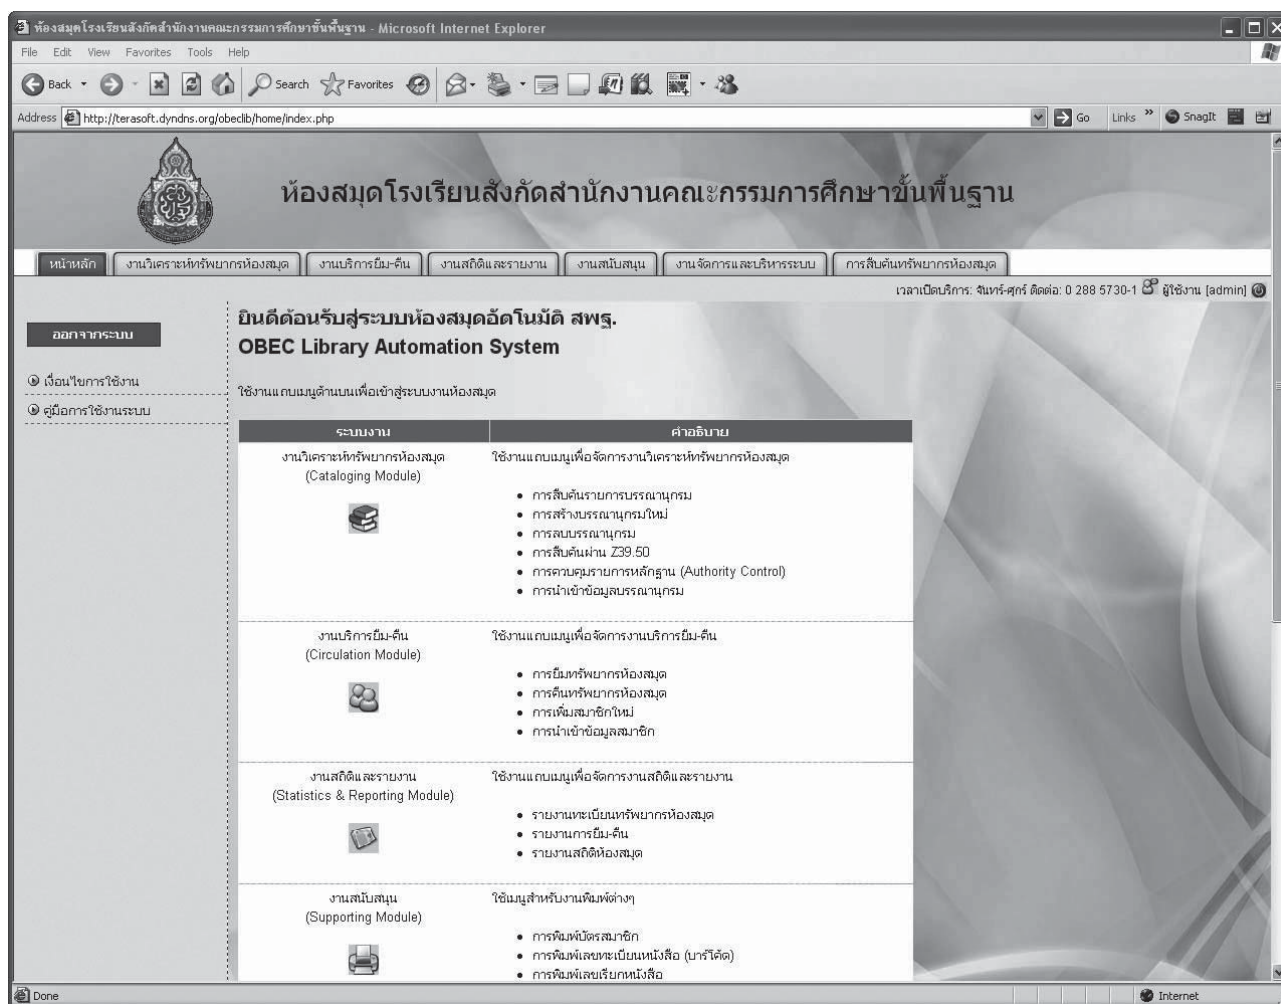 ห้องสมุดโรงเรียนสังกัดสำนักงานคณะกรรมการศึกษาขั้นพื้นฐาน - Microsoft Internet Explorer
File Edit View Favorites Tools Help
Back Search Favorites
Address http://terasoft.dyndns.org/obeclib/home/index.php Go Links » SnagIt
ห้องสมุดโรงเรียนสังกัดสำนักงานคณะกรรมการศึกษาขั้นพื้นฐาน
หน้าหลัก งานวิเคราะห์ทรัพยากรห้องสมุด งานบริการยืม-คืน งานสถิติและรายงาน งานสนับสนุน งานจัดการและบริหารระบบ การสืบค้นทรัพยากรห้องสมุด
เวลาเปิดบริการ: จันทร์-ศุกร์ ติดต่อ: 0 288 5730-1 ผู้ใช้งาน [admin]
ออกจากระบบ
เงื่อนไขการใช้งาน
คู่มือการใช้งานระบบ
ยินดีต้อนรับสู่ระบบห้องสมุดอัตโนมัติ สพฐ.
OBEC Library Automation System
ใช้งานแถบเมนูด้านบนเพื่อเข้าสู่ระบบงานห้องสมุด
ระบบงาน คำอธิบาย
งานวิเคราะห์ทรัพยากรห้องสมุด
(Cataloging Module)
ใช้งานแถบเมนูเพื่อจัดการงานวิเคราะห์ทรัพยากรห้องสมุด
• การสืบค้นรายการบรรณานุกรม
• การสร้างบรรณานุกรมใหม่
• การลบบรรณานุกรม
• การสืบค้นผ่าน Z39.50
• การควบคุมรายการหลักฐาน (Authority Control)
• การนำเข้าข้อมูลบรรณานุกรม
งานบริการยืม-คืน
(Circulation Module)
ใช้งานแถบเมนูเพื่อจัดการงานบริการยืม-คืน
• การยืมทรัพยากรห้องสมุด
• การคืนทรัพยากรห้องสมุด
• การเพิ่มสมาชิกใหม่
• การนำเข้าข้อมูลสมาชิก
งานสถิติและรายงาน
(Statistics & Reporting Module)
ใช้งานแถบเมนูเพื่อจัดการงานสถิติและรายงาน
• รายงานทะเบียนทรัพยากรห้องสมุด
• รายงานการยืม-คืน
• รายงานสถิติห้องสมุด
งานสนับสนุน
(Supporting Module)
ใช้เมนูสำหรับงานพิมพ์ต่างๆ
• การพิมพ์บัตรสมาชิก
• การพิมพ์เลขทะเบียนหนังสือ (บาร์โค้ด)
• การพิมพ์เลขเรียกหนังสือ
Done Internet